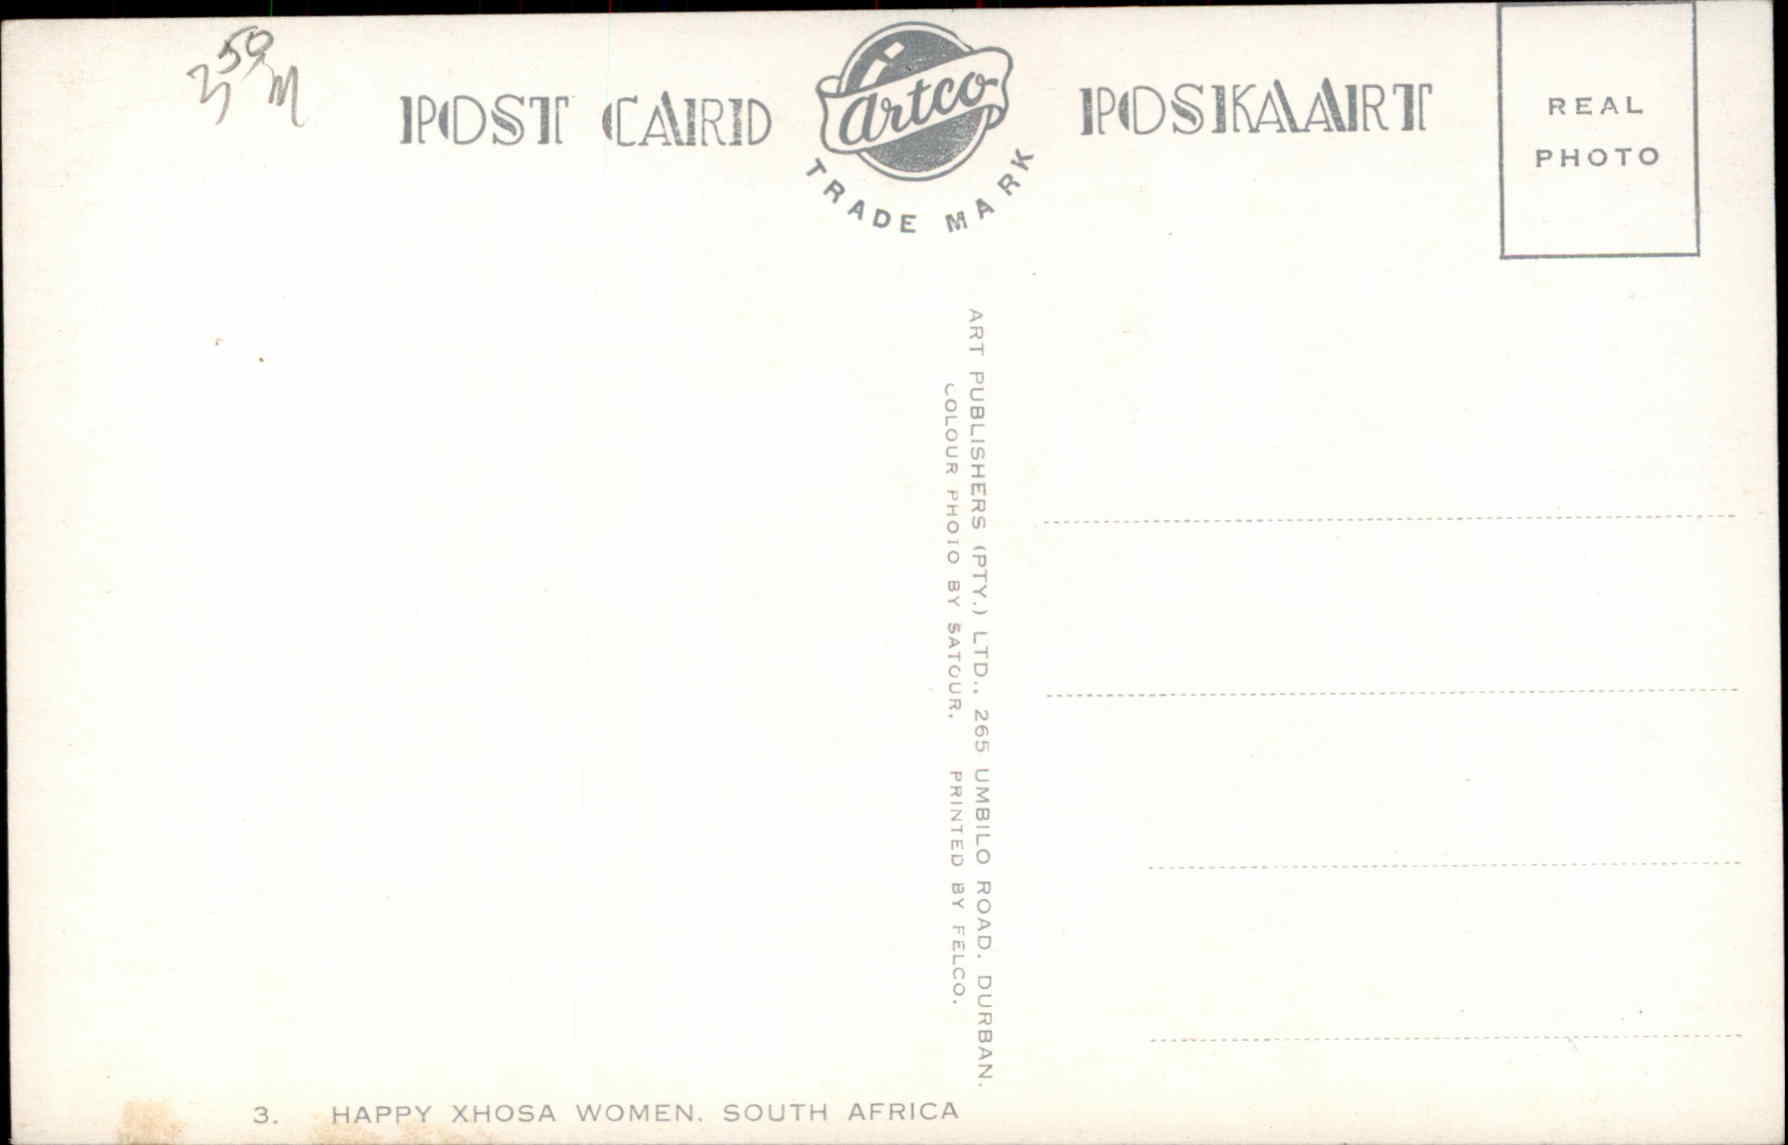 POST CARD
Artco
TRADE MARK
POSKAART
REAL
PHOTO
ART PUBLISHERS (PTY.) LTD., 265 UMBILO ROAD, DURBAN.
COLOUR PHOTO BY SATOUR. PRINTED BY FELCO.
3. HAPPY XHOSA WOMEN. SOUTH AFRICA